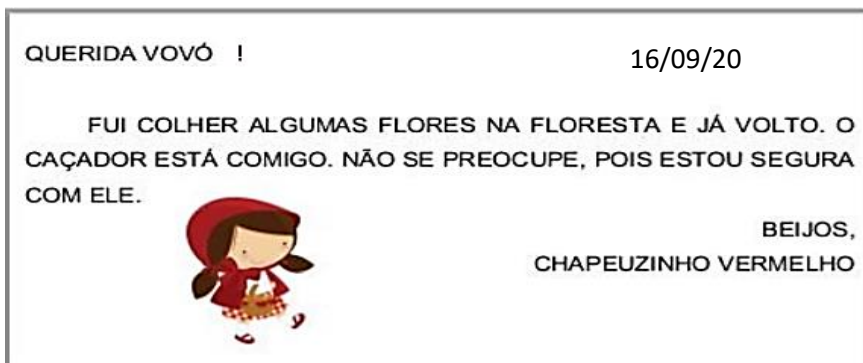 QUERIDA VOVÓ !
16/09/20
FUI COLHER ALGUMAS FLORES NA FLORESTA E JÁ VOLTO. O
CAÇADOR ESTÁ COMIGO. NÃO SE PREOCUPE, POIS ESTOU SEGURA
COM ELE.
BEIJOS,
CHAPEUZINHO VERMELHO